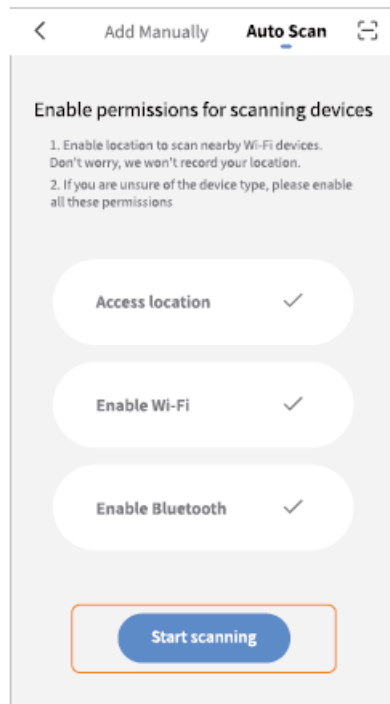 Add Manually Auto Scan
Enable permissions for scanning devices
1. Enable location to scan nearby Wi-Fi devices.
Don't worry, we won't record your location.
2. If you are unsure of the device type, please enable
all these permissions
Access location
Enable Wi-Fi
Enable Bluetooth
Start scanning